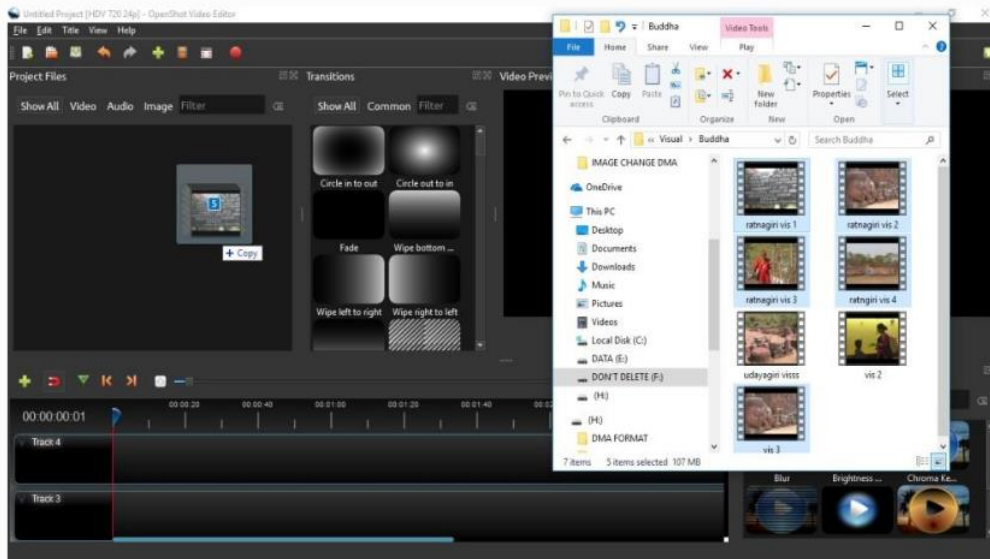 Untitled Project [HDV 720 24p] - OpenShot Video Editor
File Edit Title View Help
Project Files
Show All Video Audio Image Filter
5
+ Copy
Transitions
Show All Common Filter
Circle in to out Circle out to in
Fade Wipe bottom ...
Wipe left to right Wipe right to left
Video Previ
Buddha Video Tools
File Home Share View Play
Pin to Quick access Copy Paste New folder Properties Select
Clipboard Organize New Open
« Visual › Buddha Search Buddha
IMAGE CHANGE DMA
OneDrive
This PC
Desktop
Documents
Downloads
Music
Pictures
Videos
Local Disk (C:)
DATA (E:)
DON'T DELETE (F:)
(H:)
(H:)
DMA FORMAT
ratnagiri vis 1 ratnagiri vis 2
ratnagiri vis 3 ratngiri vis 4
udayagiri visss vis 2
vis 3
7 items 5 items selected 107 MB
00:00:00:01
00:00:20 00:00:40 00:01:00 00:01:20 00:01:40
Track 4
Track 3
Blur Brightness ... Chroma Ke...